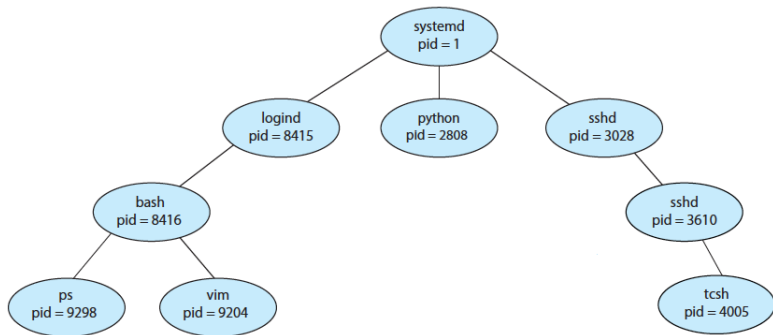 systemd
pid = 1
logind
pid = 8415
python
pid = 2808
sshd
pid = 3028
bash
pid = 8416
sshd
pid = 3610
ps
pid = 9298
vim
pid = 9204
tcsh
pid = 4005